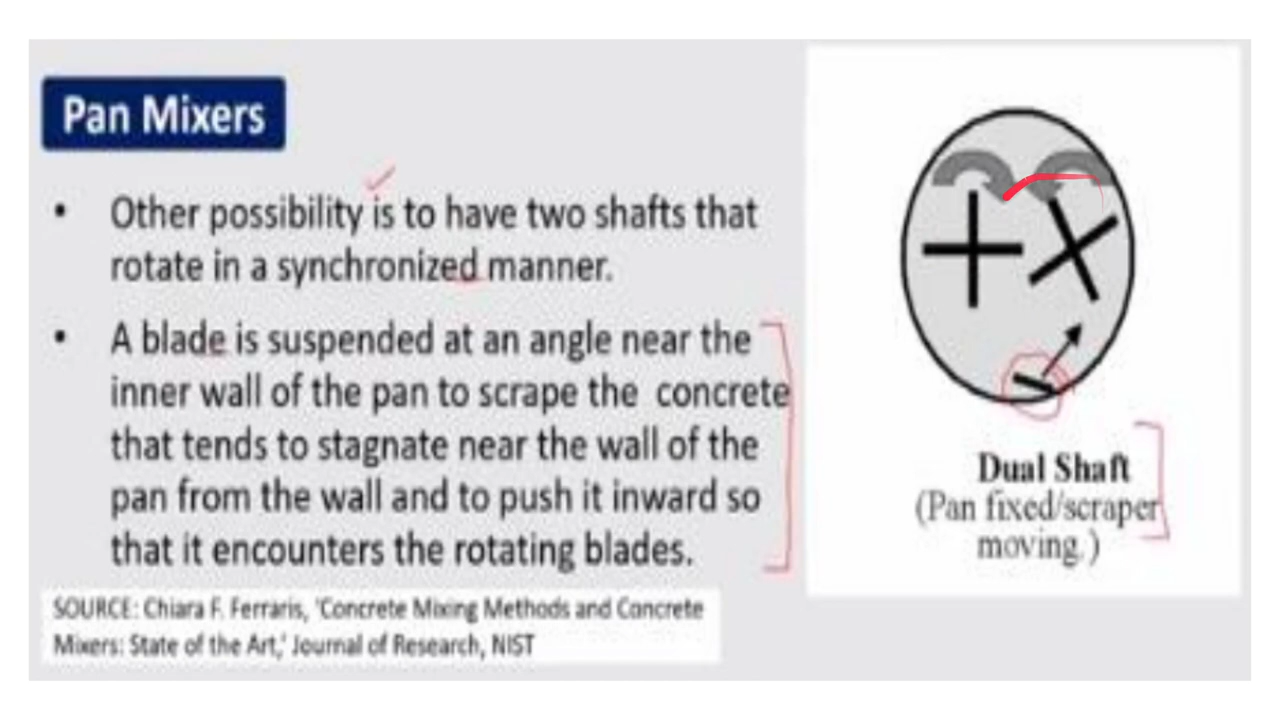 Pan Mixers
• Other possibility is to have two shafts that
rotate in a synchronized manner.
• A blade is suspended at an angle near the
inner wall of the pan to scrape the concrete
that tends to stagnate near the wall of the
pan from the wall and to push it inward so
that it encounters the rotating blades.
SOURCE: Chiara F. Ferraris, 'Concrete Mixing Methods and Concrete
Mixers: State of the Art,' Journal of Research, NIST
Dual Shaft
(Pan fixed/scraper
moving.)